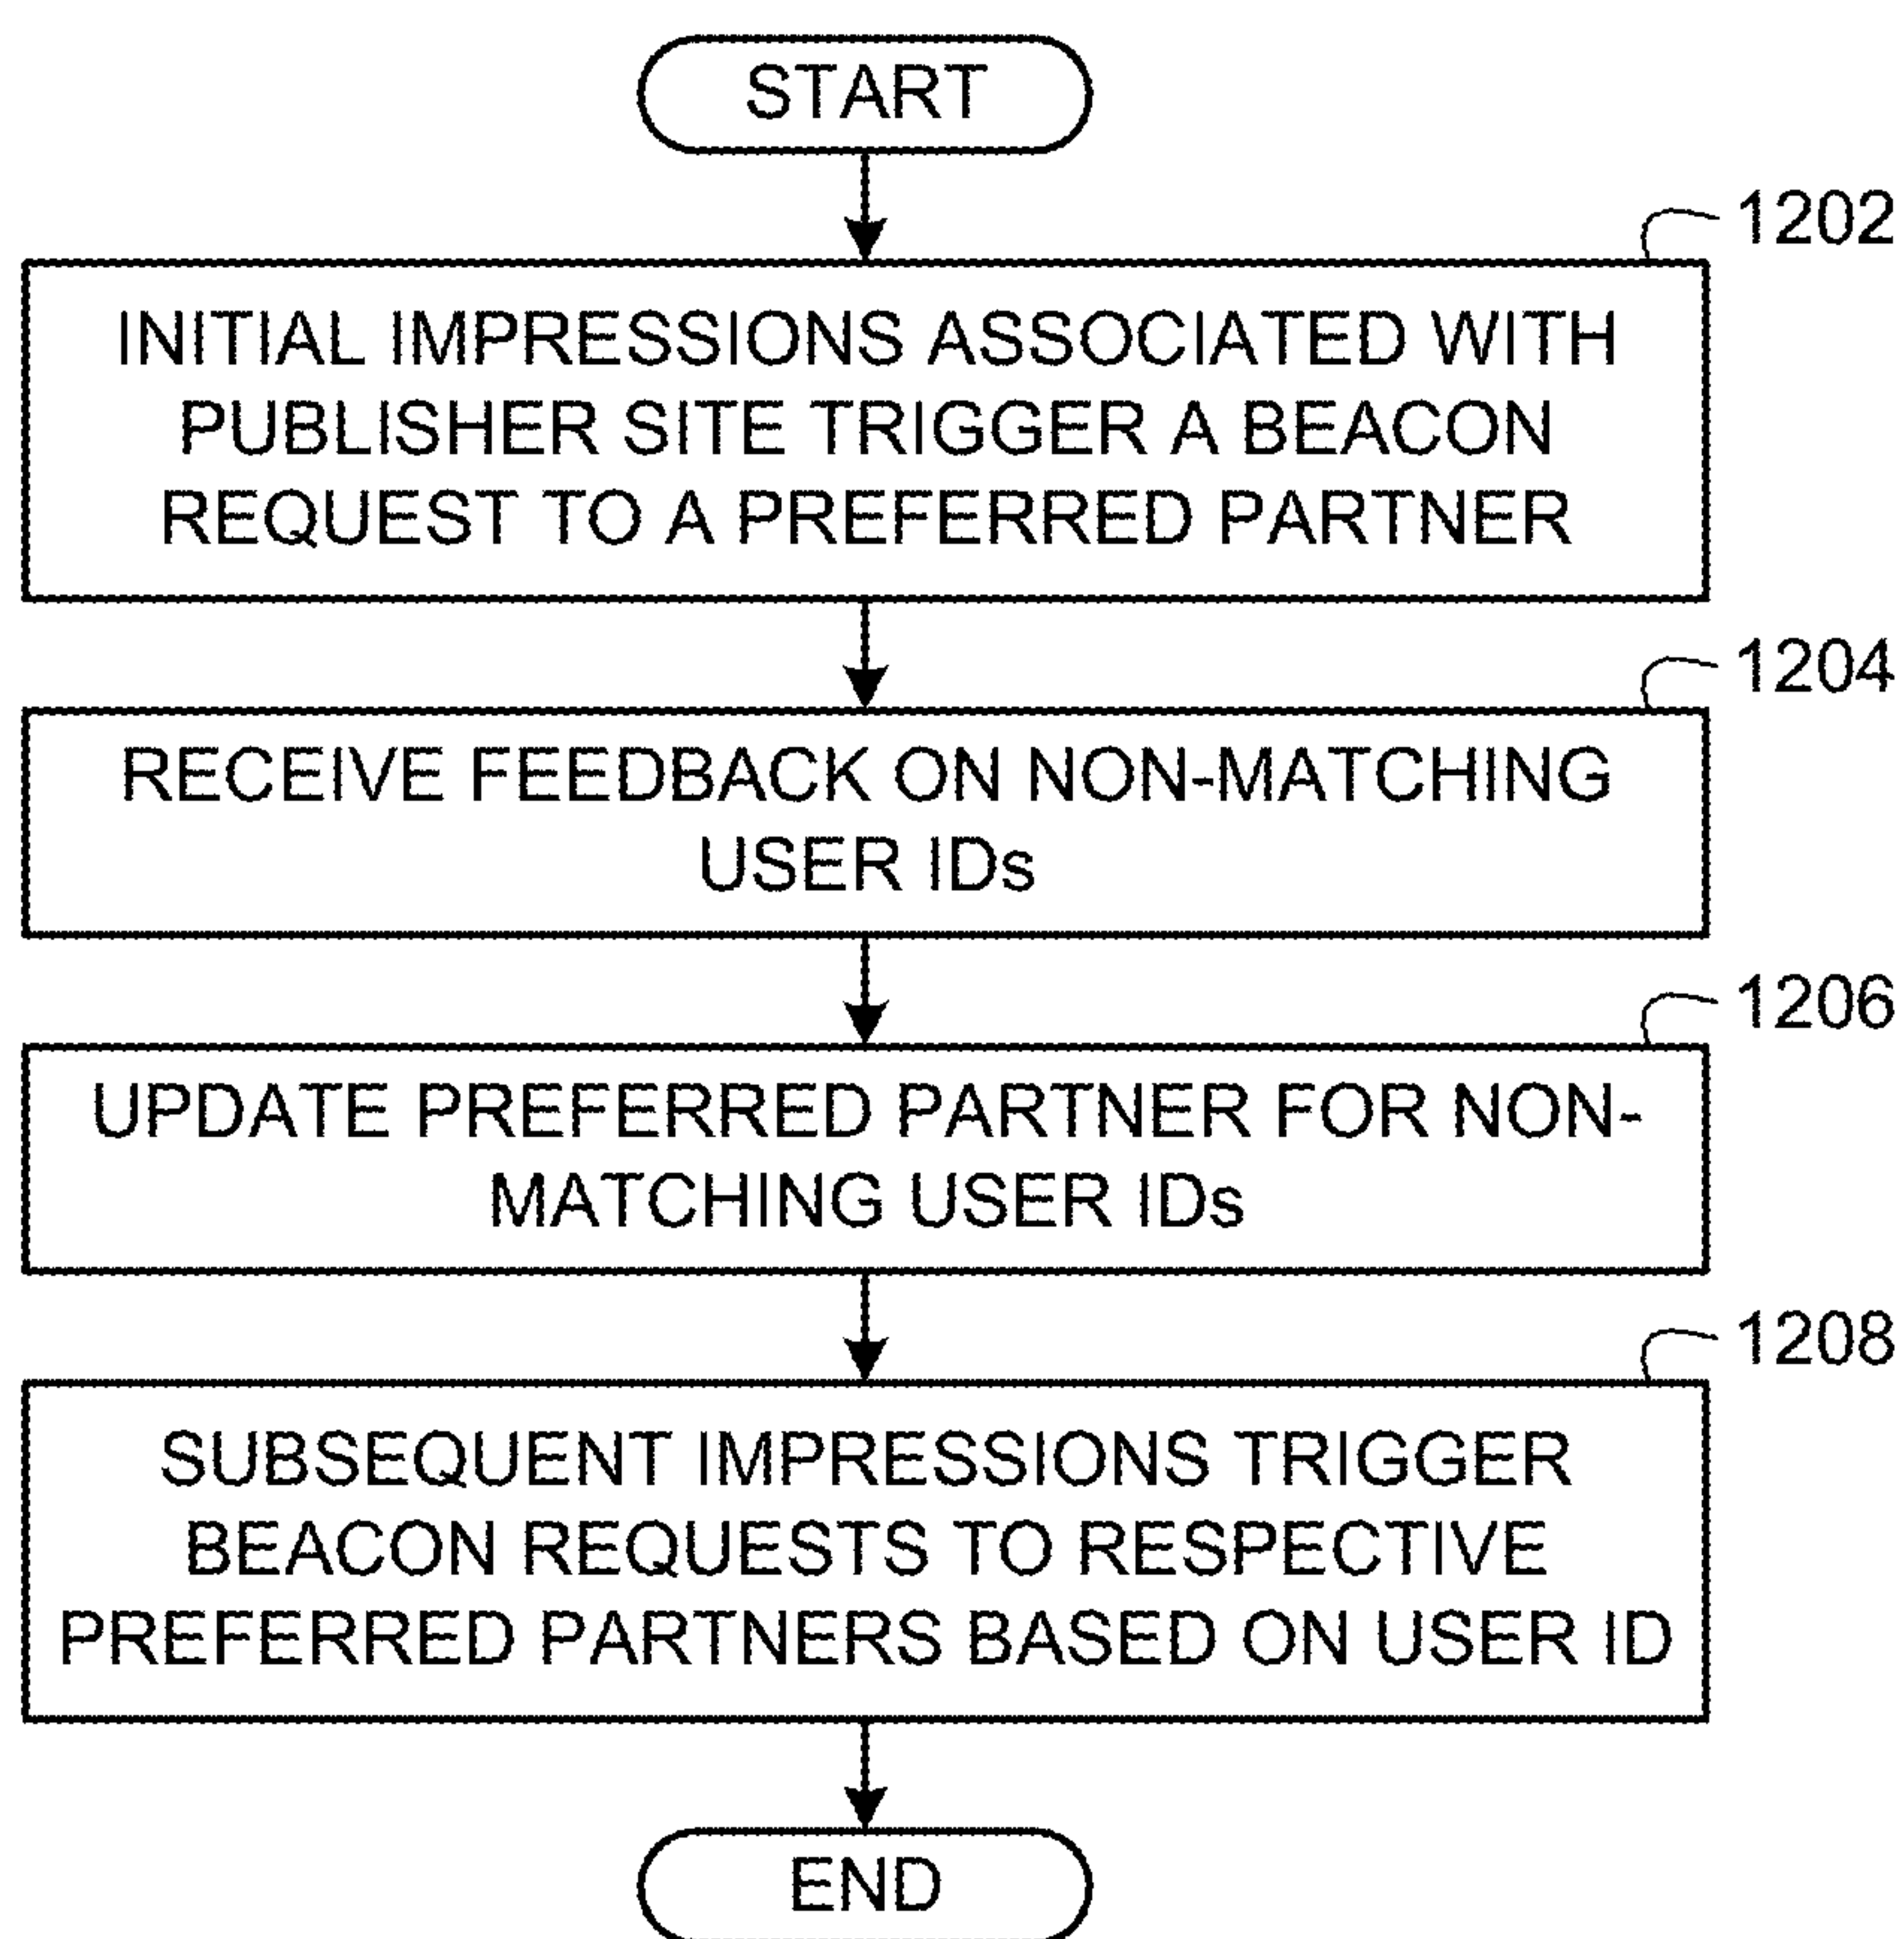 START
1202
INITIAL IMPRESSIONS ASSOCIATED WITH
PUBLISHER SITE TRIGGER A BEACON
REQUEST TO A PREFERRED PARTNER
1204
RECEIVE FEEDBACK ON NON-MATCHING
USER IDs
1206
UPDATE PREFERRED PARTNER FOR NON-
MATCHING USER IDs
1208
SUBSEQUENT IMPRESSIONS TRIGGER
BEACON REQUESTS TO RESPECTIVE
PREFERRED PARTNERS BASED ON USER ID
END